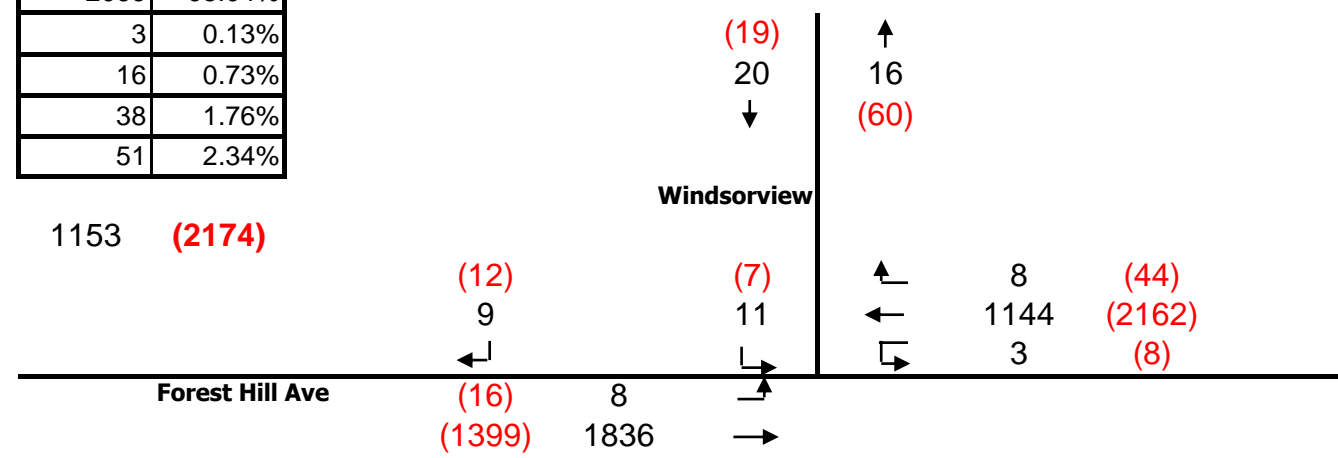 3 0.13%
16 0.73%
38 1.76%
51 2.34%
1153 (2174)
(19)
20 16
(60)
Windsorview
(12) (7) 8 (44)
9 11 1144 (2162)
3 (8)
Forest Hill Ave (16) 8
(1399) 1836